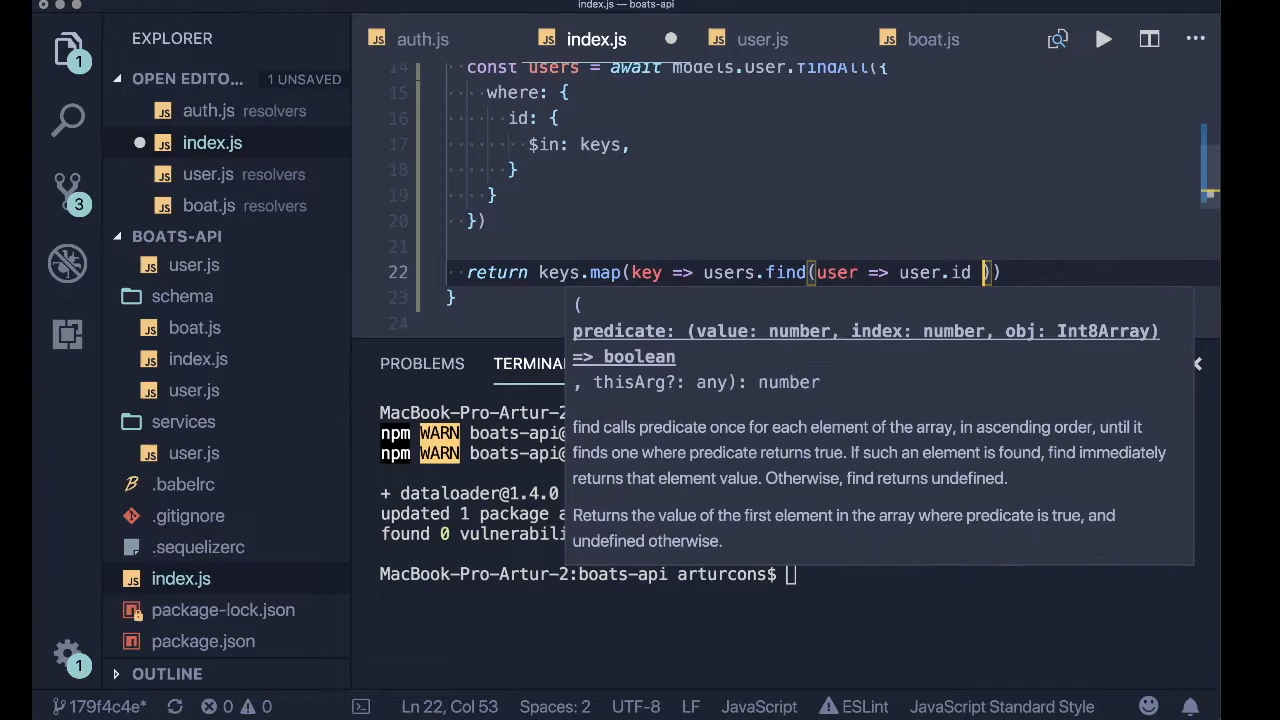 index.js — boats-api
EXPLORER
OPEN EDITO... 1 UNSAVED
auth.js resolvers
index.js
user.js resolvers
boat.js resolvers
BOATS-API
user.js
schema
boat.js
index.js
user.js
services
user.js
.babelrc
.gitignore
.sequelizerc
index.js
package-lock.json
package.json
OUTLINE
1
3
1
auth.js index.js user.js boat.js
14 const users = await models.User.findAll({
15 where: {
16 id: {
17 $in: keys,
18 }
19 }
20 })
21
22 return keys.map(key => users.find(user => user.id ))
23 }
24
(
predicate: (value: number, index: number, obj: Int8Array)
=> boolean
, thisArg?: any): number
find calls predicate once for each element of the array, in ascending order, until it
finds one where predicate returns true. If such an element is found, find immediately
returns that element value. Otherwise, find returns undefined.
Returns the value of the first element in the array where predicate is true, and
undefined otherwise.
PROBLEMS TERMINA
MacBook-Pro-Artur-2
npm WARN boats-api@
npm WARN boats-api@
+ dataloader@1.4.0
updated 1 package a
found 0 vulnerabili
MacBook-Pro-Artur-2:boats-api arturcons$
179f4c4e* 0 0 Ln 22, Col 53 Spaces: 2 UTF-8 LF JavaScript ESLint JavaScript Standard Style